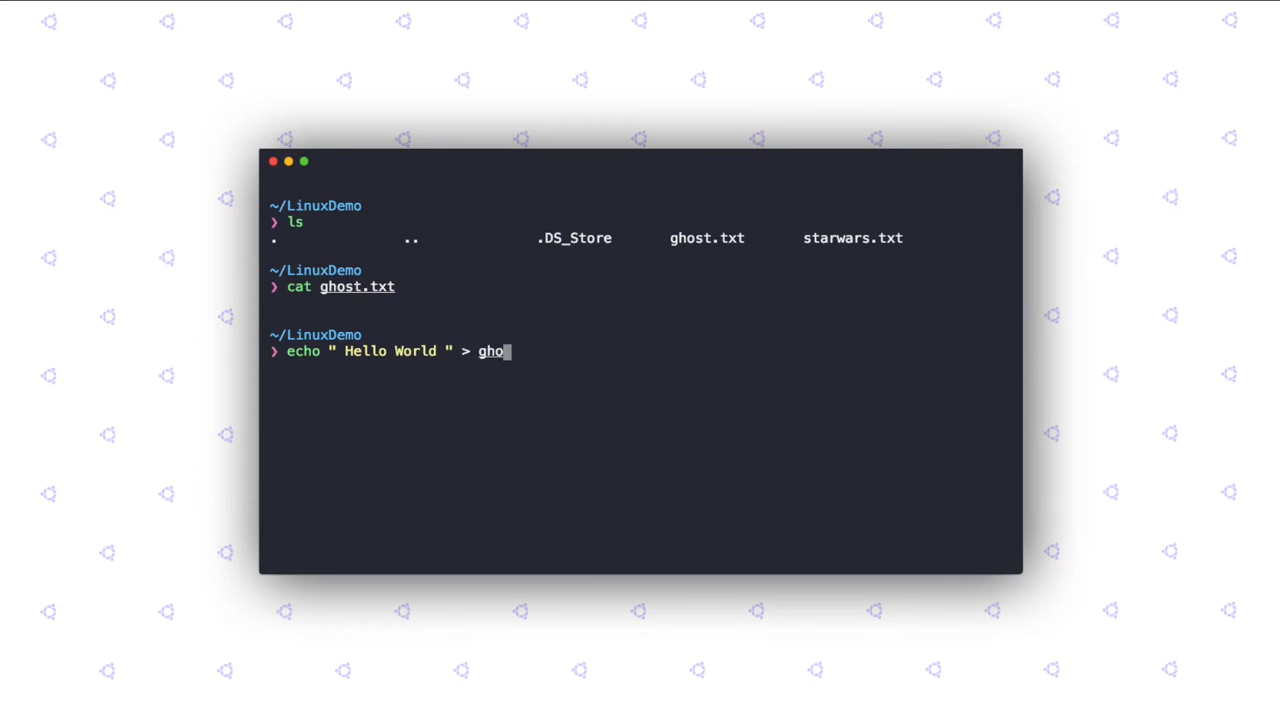 ~/LinuxDemo
❯ ls
. .. .DS_Store ghost.txt starwars.txt
~/LinuxDemo
❯ cat ghost.txt
~/LinuxDemo
❯ echo " Hello World " > gho